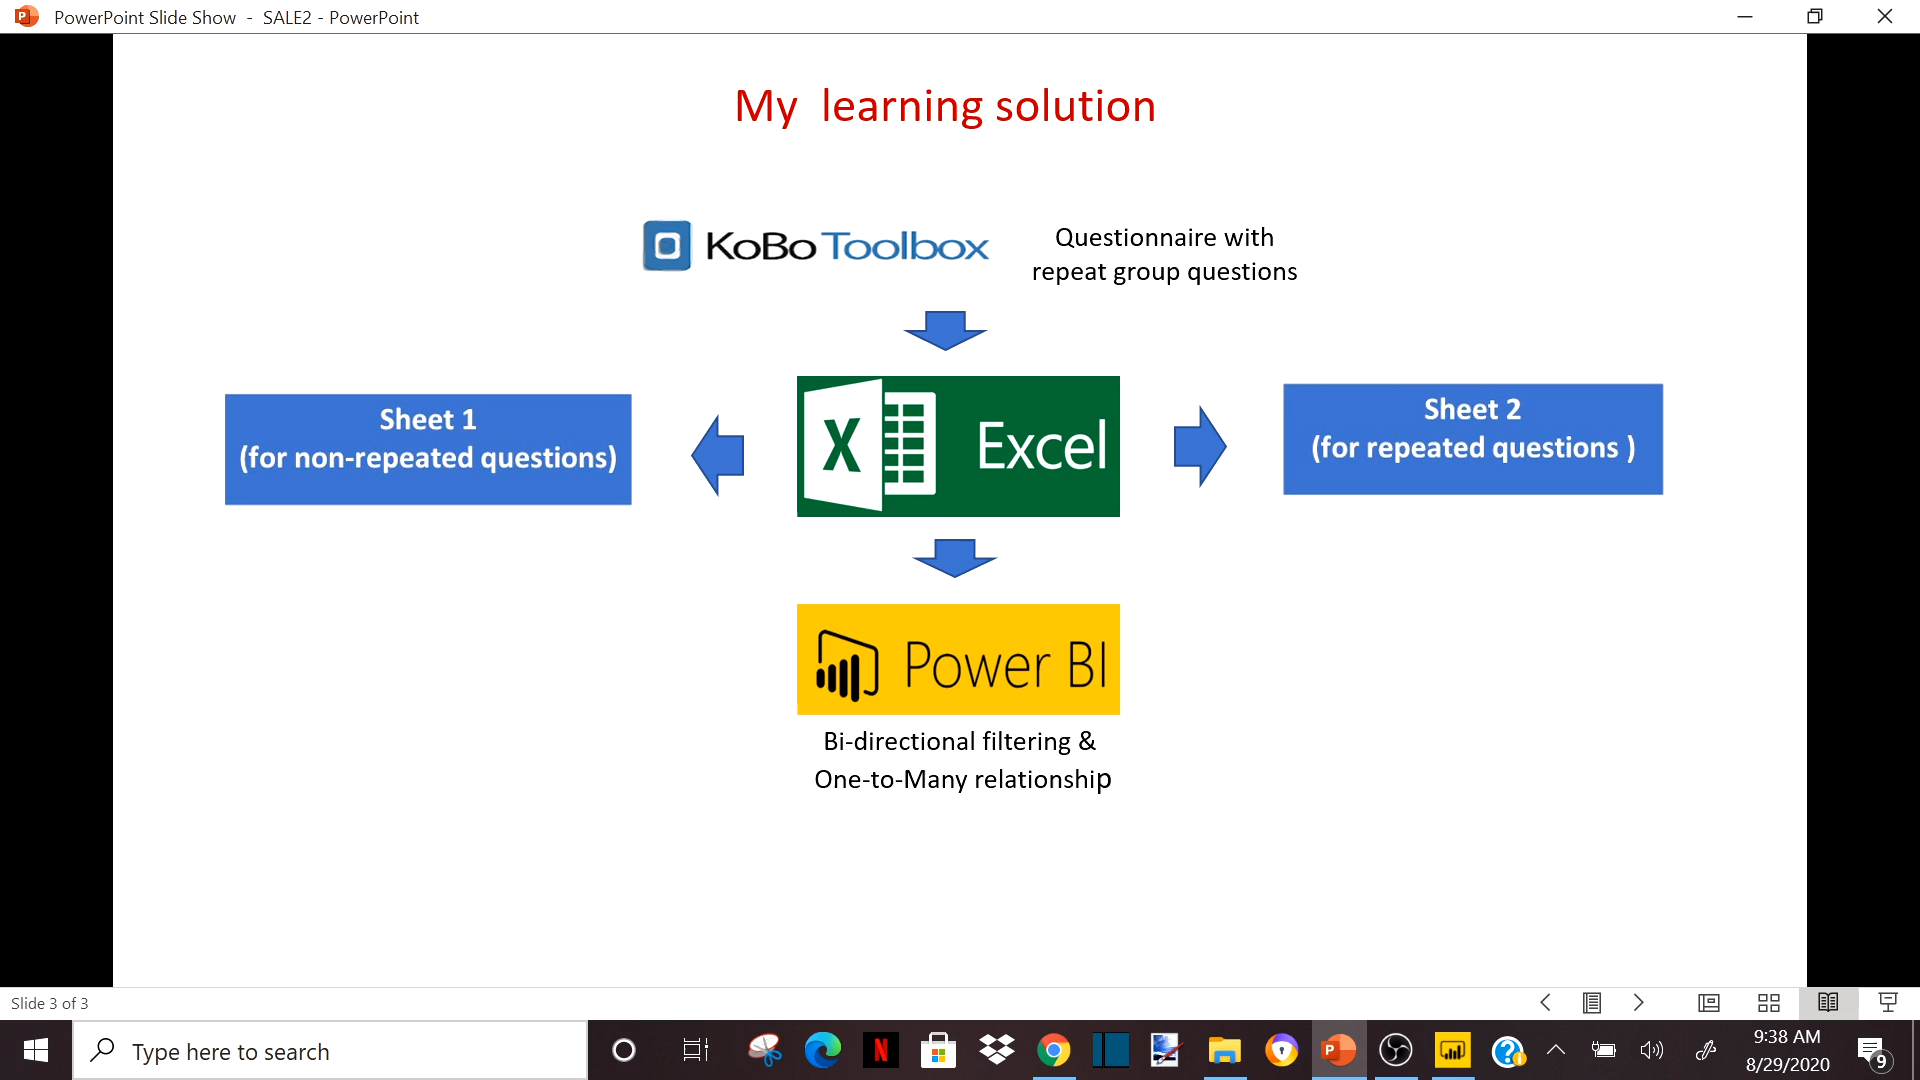 PowerPoint Slide Show - SALE2 - PowerPoint
My learning solution
KoBo Toolbox
Questionnaire with
repeat group questions
Sheet 1
(for non-repeated questions)
X Excel
Sheet 2
(for repeated questions )
Power BI
Bi-directional filtering &
One-to-Many relationship
Slide 3 of 3
Type here to search
N
P
9:38 AM
8/29/2020
9